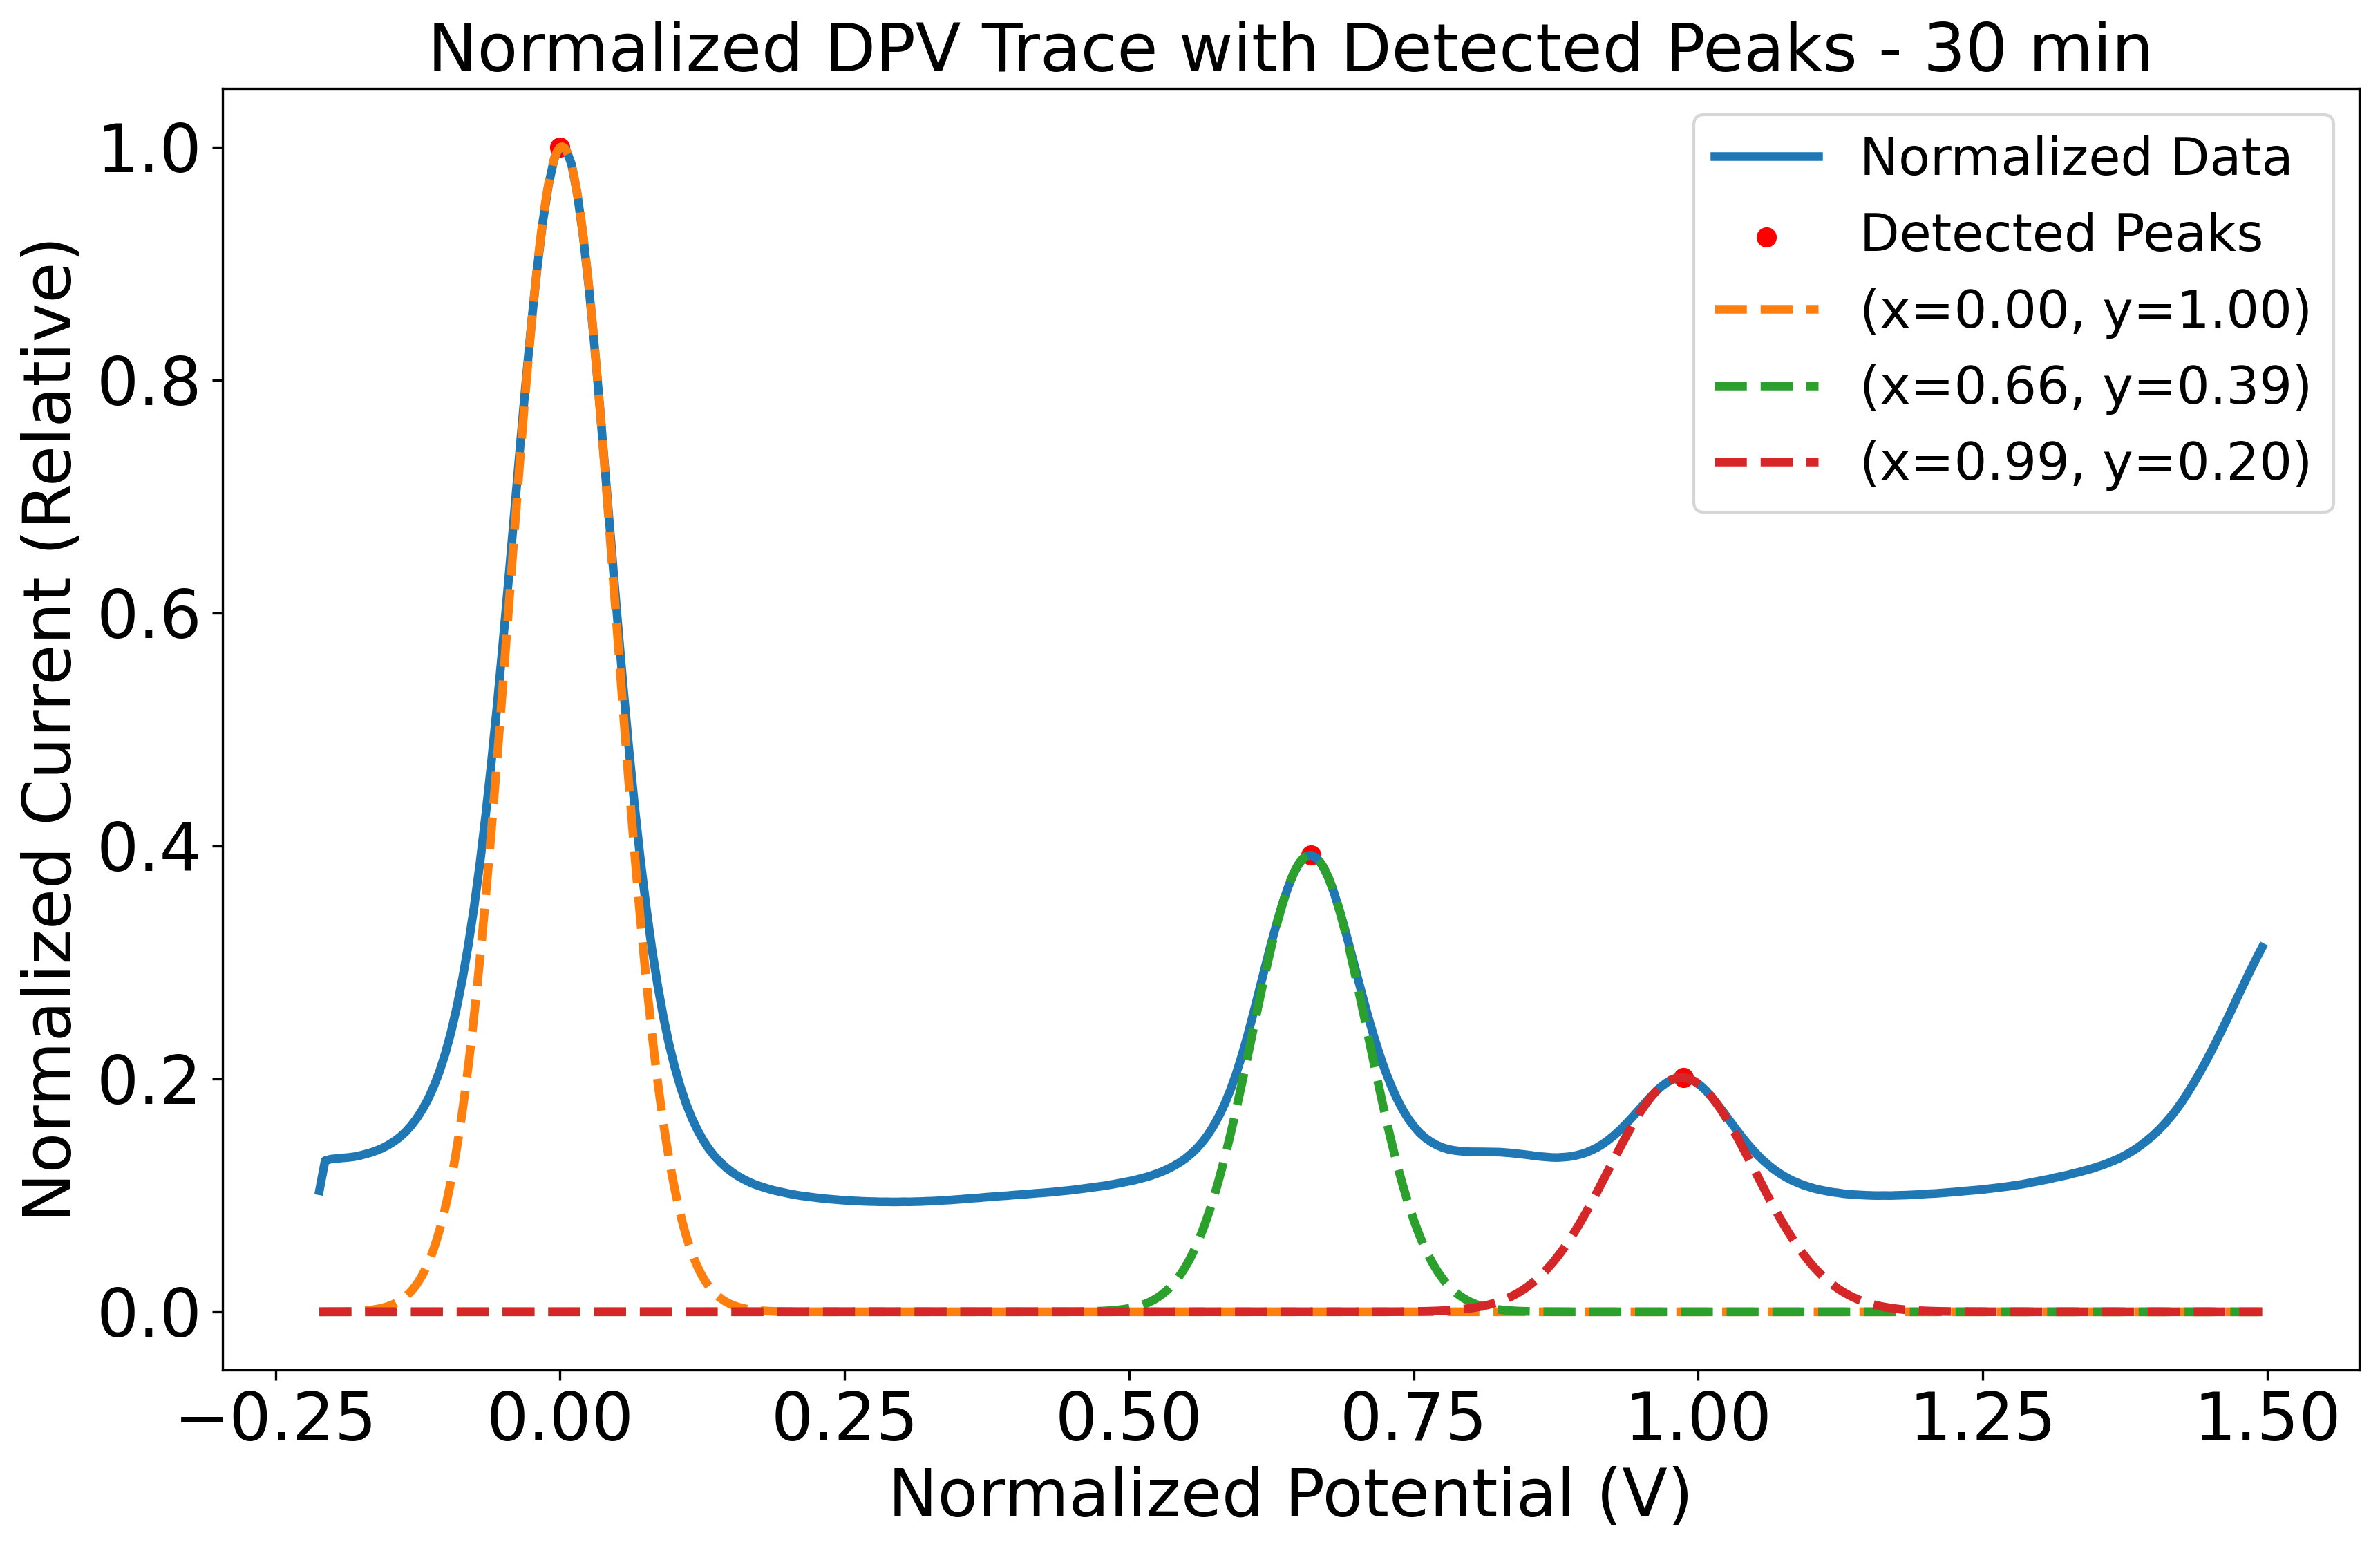 Normalized DPV Trace with Detected Peaks - 30 min
Normalized Current (Relative)
1.0
0.8
0.6
0.4
0.2
0.0
Normalized Data
Detected Peaks
(x=0.00, y=1.00)
(x=0.66, y=0.39)
(x=0.99, y=0.20)
−0.25 0.00 0.25 0.50 0.75 1.00 1.25 1.50
Normalized Potential (V)